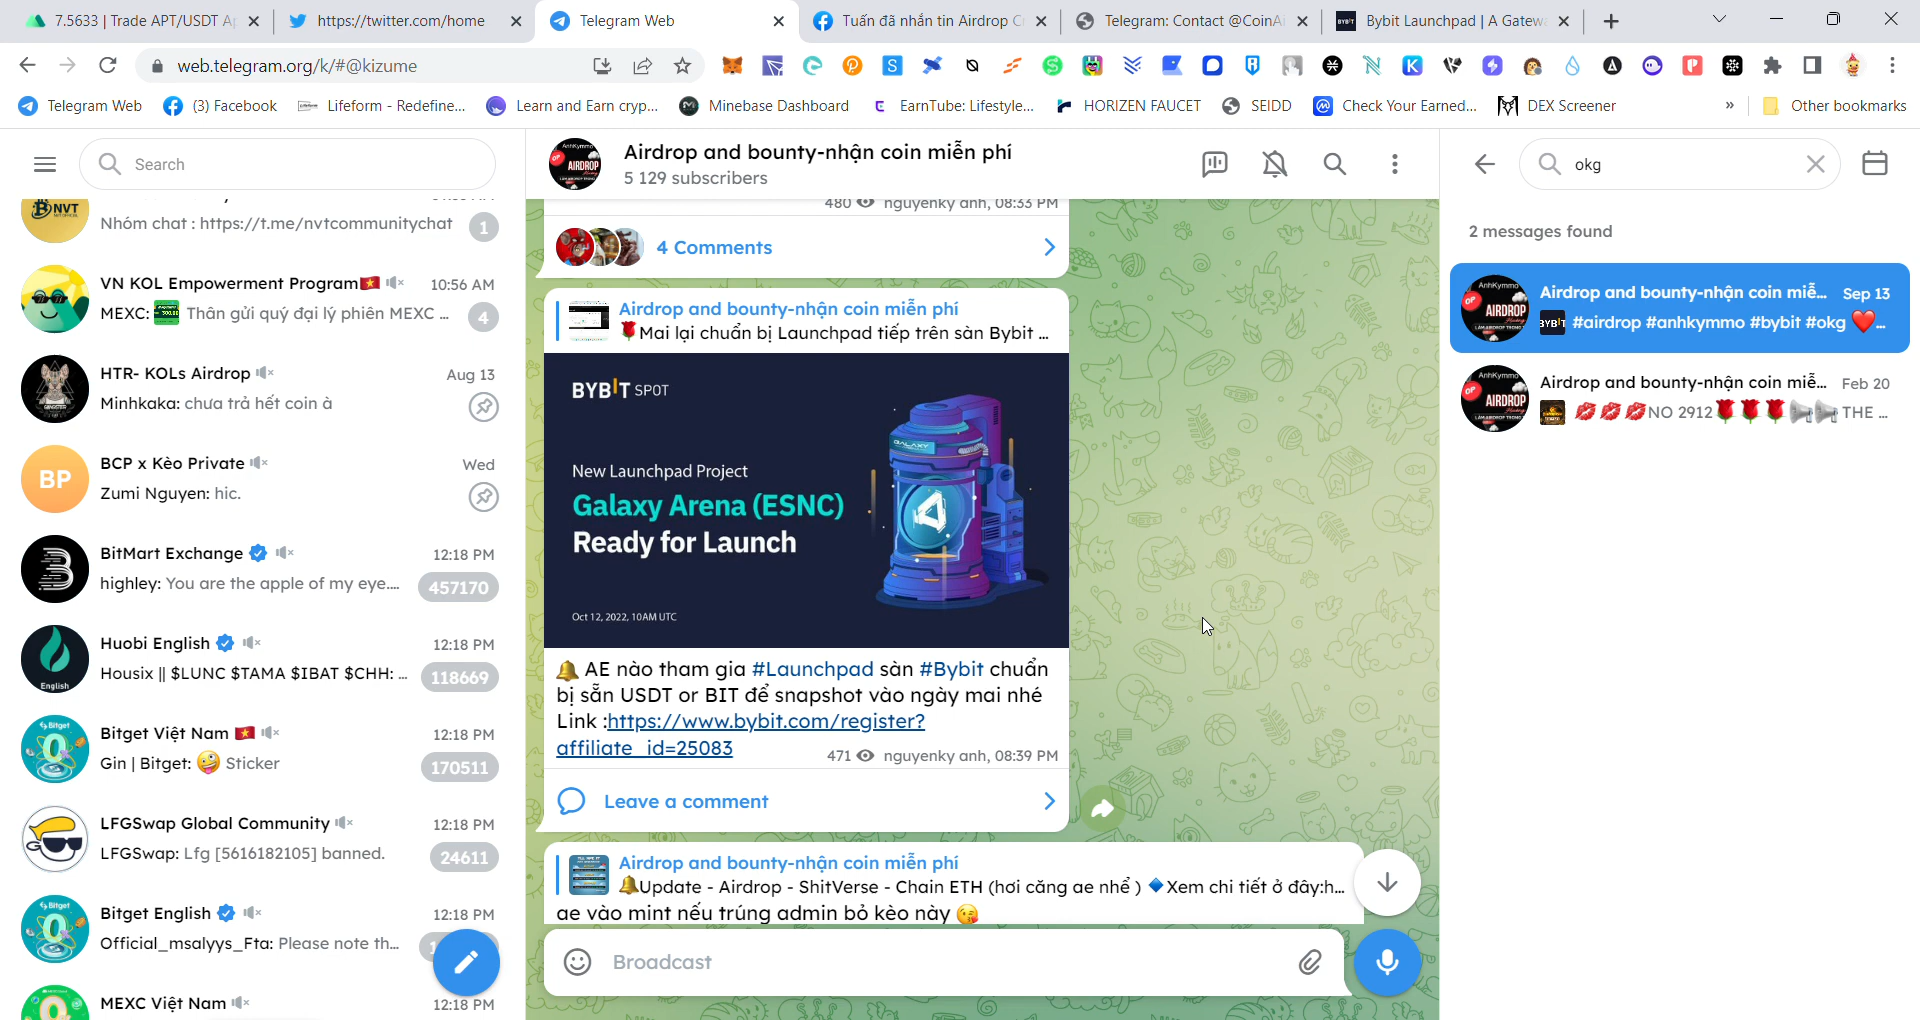 7.5633 | Trade APT/USDT A
https://twitter.com/home
Telegram Web
Tuấn đã nhắn tin Airdrop C
Telegram: Contact @CoinA
Bybit Launchpad | A Gatew
web.telegram.org/k/#@kizume
Telegram Web
(3) Facebook
Lifeform - Redefine...
Learn and Earn cryp...
Minebase Dashboard
EarnTube: Lifestyle...
HORIZEN FAUCET
SEIDD
Check Your Earned...
DEX Screener
»
Other bookmarks
Search
NVT
Nhóm chat : https://t.me/nvtcommunitychat 1
VN KOL Empowerment Program 10:56 AM
MEXC: Thân gửi quý đại lý phiên MEXC ... 4
HTR- KOLs Airdrop Aug 13
Minhkaka: chưa trả hết coin à
BP
BCP x Kèo Private Wed
Zumi Nguyen: hic.
BitMart Exchange 12:18 PM
highley: You are the apple of my eye.... 457170
Huobi English 12:18 PM
Housix || $LUNC $TAMA $IBAT $CHH: ... 118669
English
Bitget Việt Nam 12:18 PM
Gin | Bitget: Sticker 170511
LFGSwap Global Community 12:18 PM
LFGSwap: Lfg [5616182105] banned. 24611
Bitget English 12:18 PM
Official_msalyys_Fta: Please note th...
MEXC Việt Nam 12:18 PM
Airdrop and bounty-nhận coin miễn phí
5 129 subscribers
480 nguyenky anh, 08:33 PM
4 Comments
Airdrop and bounty-nhận coin miễn phí
Mai lại chuẩn bị Launchpad tiếp trên sàn Bybit ...
BYBIT SPOT
GALAXY
New Launchpad Project
Galaxy Arena (ESNC)
Ready for Launch
Oct 12, 2022, 10AM UTC
AE nào tham gia #Launchpad sàn #Bybit chuẩn
bị sẵn USDT or BIT để snapshot vào ngày mai nhé
Link :https://www.bybit.com/register?
affiliate_id=25083
471 nguyenky anh, 08:39 PM
Leave a comment
Airdrop and bounty-nhận coin miễn phí
Update - Airdrop - ShitVerse - Chain ETH (hơi căng ae nhể ) Xem chi tiết ở đây:h...
ae vào mint nếu trúng admin bỏ kèo này
Broadcast
okg
2 messages found
Airdrop and bounty-nhận coin miễ... Sep 13
#airdrop #anhkymmo #bybit #okg ...
Airdrop and bounty-nhận coin miễ... Feb 20
NO 2912 THE ...